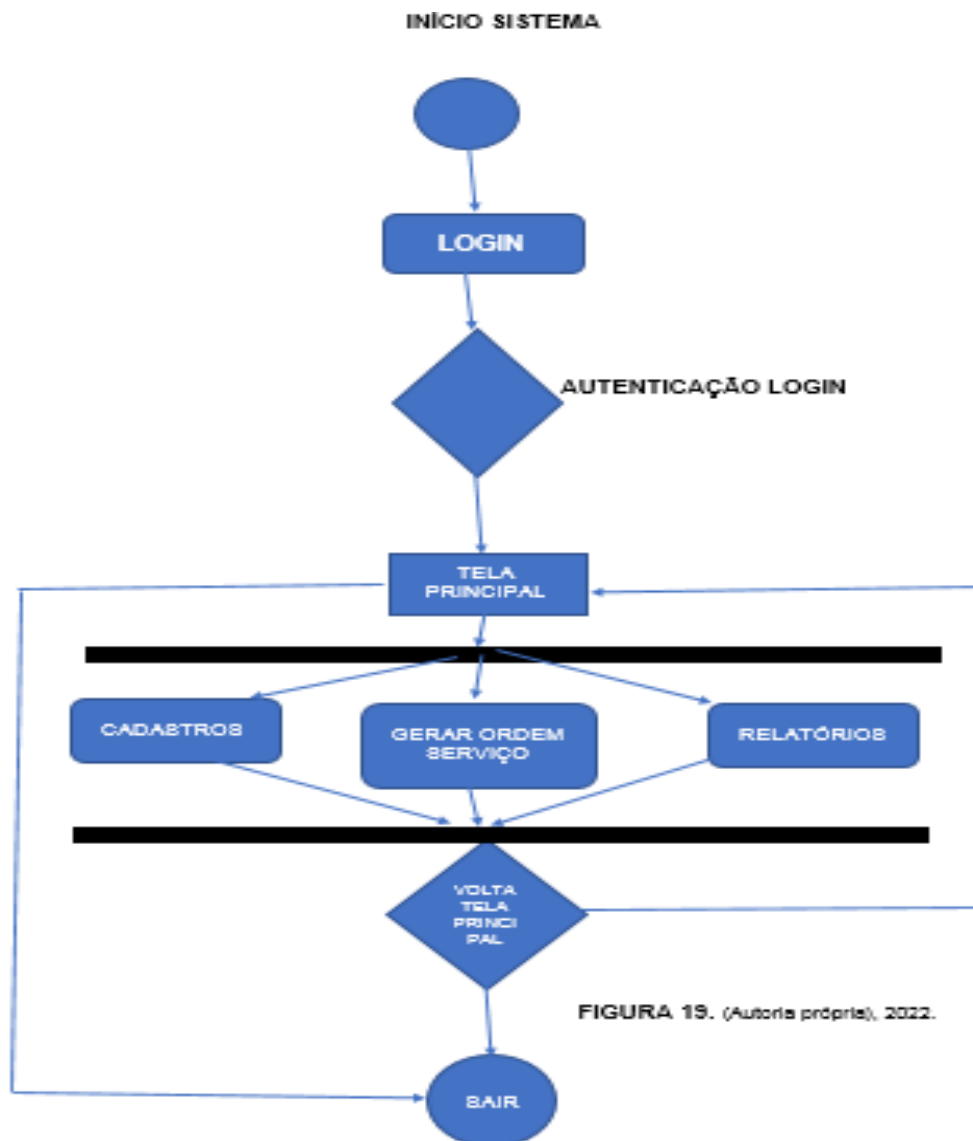 INÍCIO SISTEMA
LOGIN
AUTENTICAÇÃO LOGIN
TELA
PRINCIPAL
CADASTROS
GERAR ORDEM
SERVIÇO
RELATÓRIOS
VOLTA
TELA
PRINCI
PAL
FIGURA 19. (Autoria própria), 2022.
SAIR